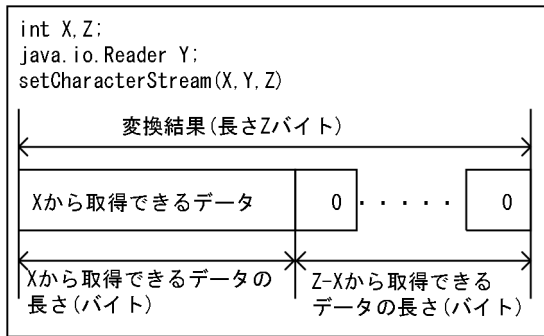 int X,Z;
java.io.Reader Y;
setCharacterStream(X,Y,Z)
変換結果(長さZバイト)
Xから取得できるデータ
0
・・・・・
0
Xから取得できるデータの
長さ(バイト)
Z-Xから取得できる
データの長さ(バイト)